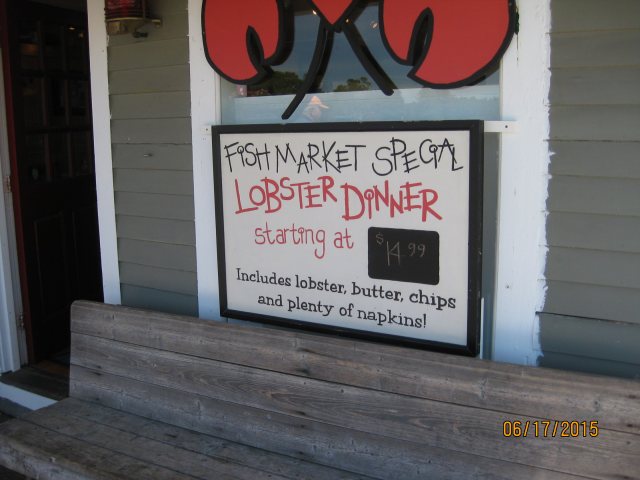 FISH MARKET SPECIAL
LOBSTER DINNER
starting at
$14.99
Includes lobster, butter, chips
and plenty of napkins!
06/17/2015